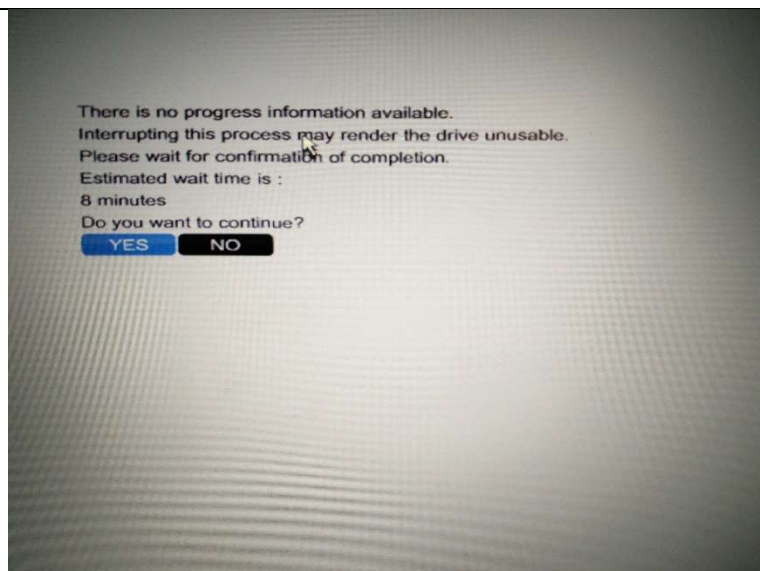 There is no progress information available.
Interrupting this process may render the drive unusable.
Please wait for confirmation of completion.
Estimated wait time is :
8 minutes
Do you want to continue?
YES NO